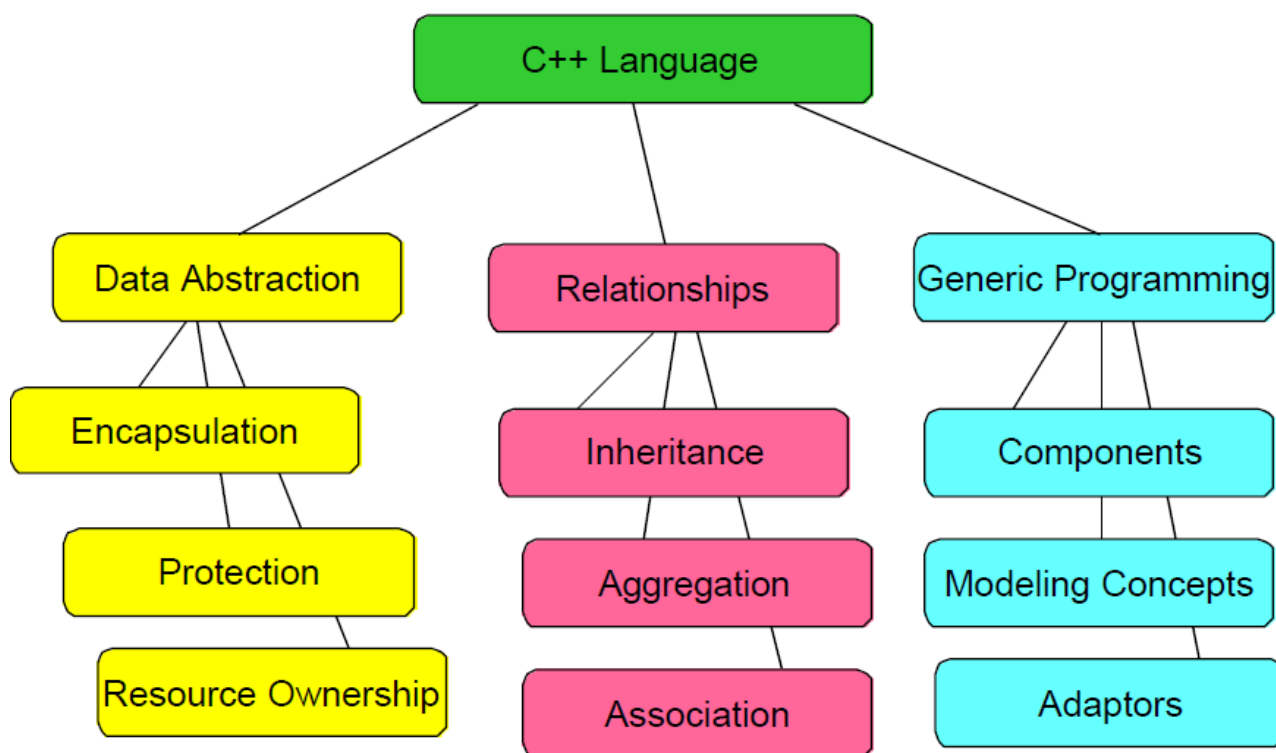 C++ Language
Data Abstraction
Encapsulation
Protection
Resource Ownership
Relationships
Inheritance
Aggregation
Association
Generic Programming
Components
Modeling Concepts
Adaptors